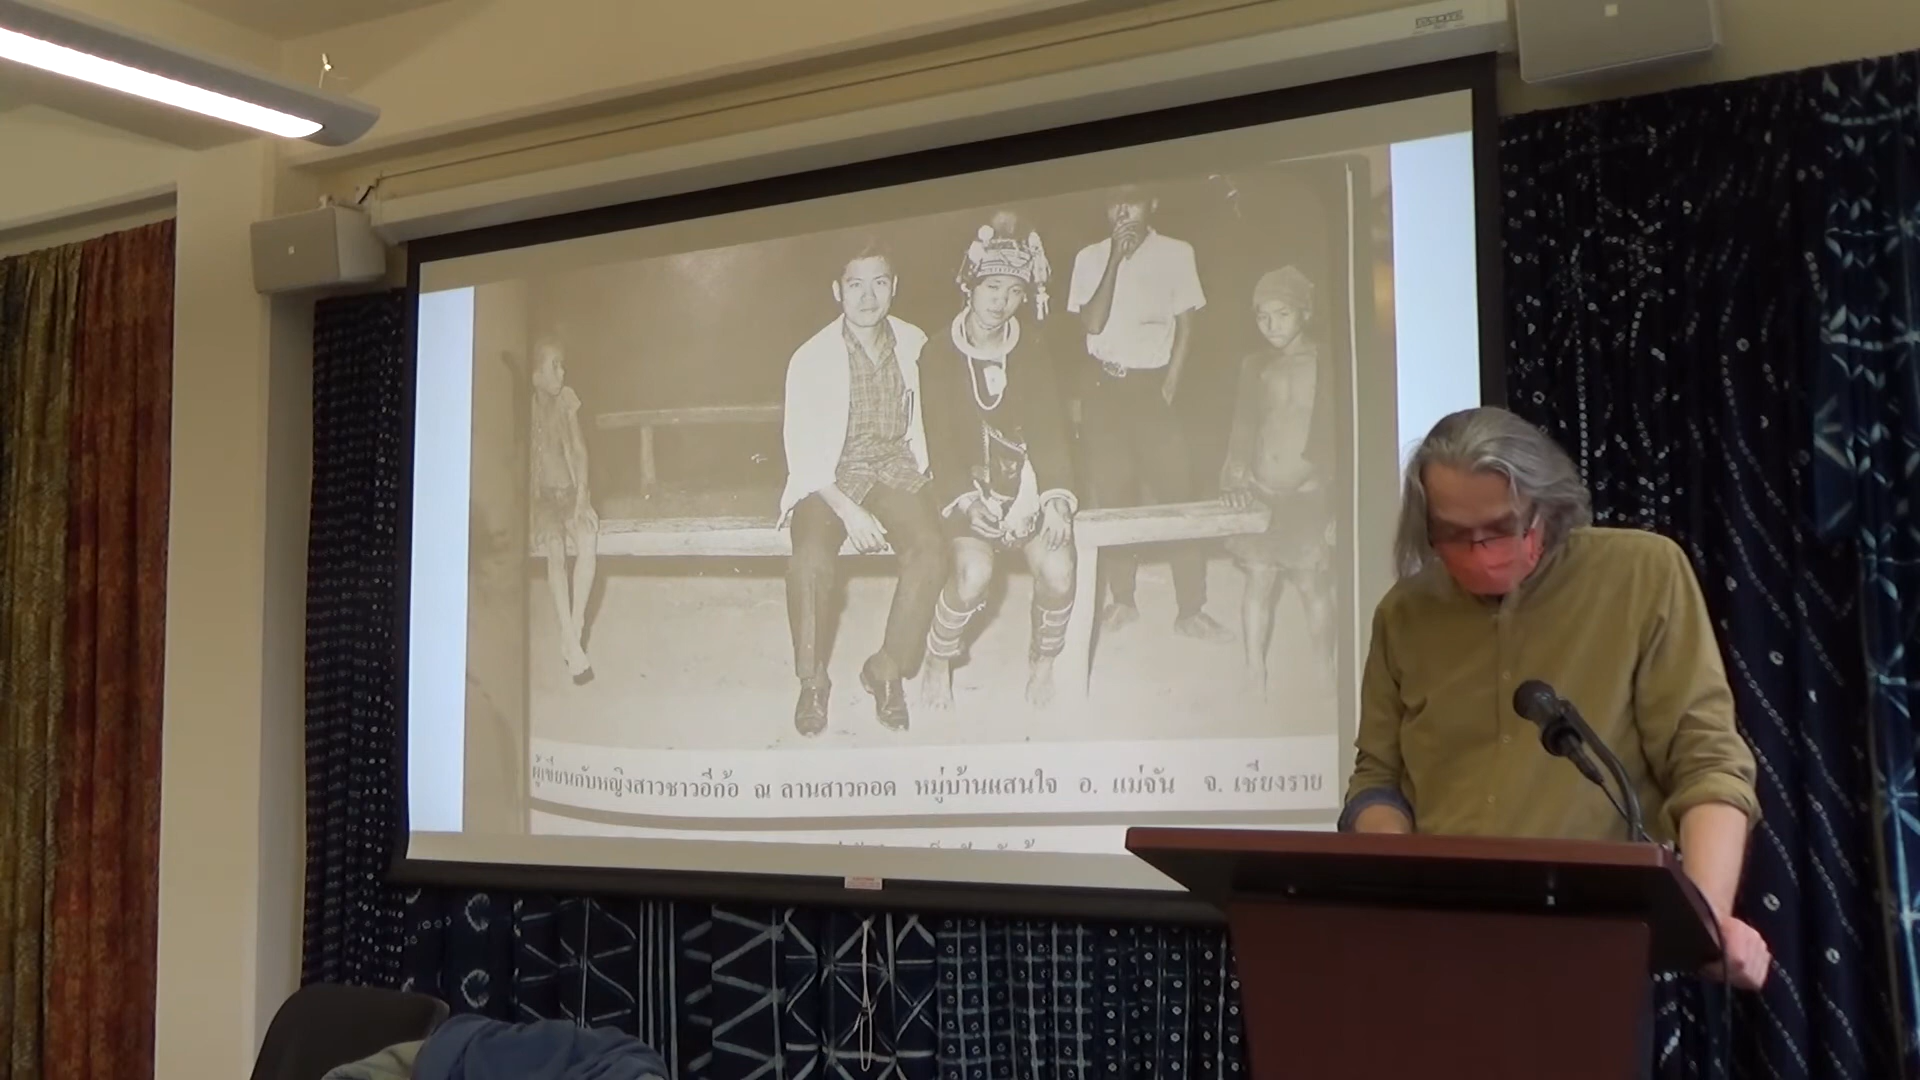 ผู้เขียนกับหญิงสาวชาวอีก้อ ณ ลานสาวกอด หมู่บ้านแสนใจ อ. แม่จัน จ. เชียงราย